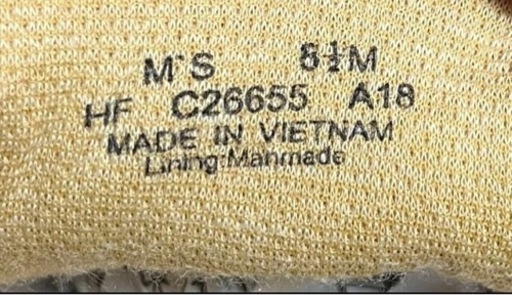 M'S 8½M
HF C26655 A18
MADE IN VIETNAM
Lining:Manmade